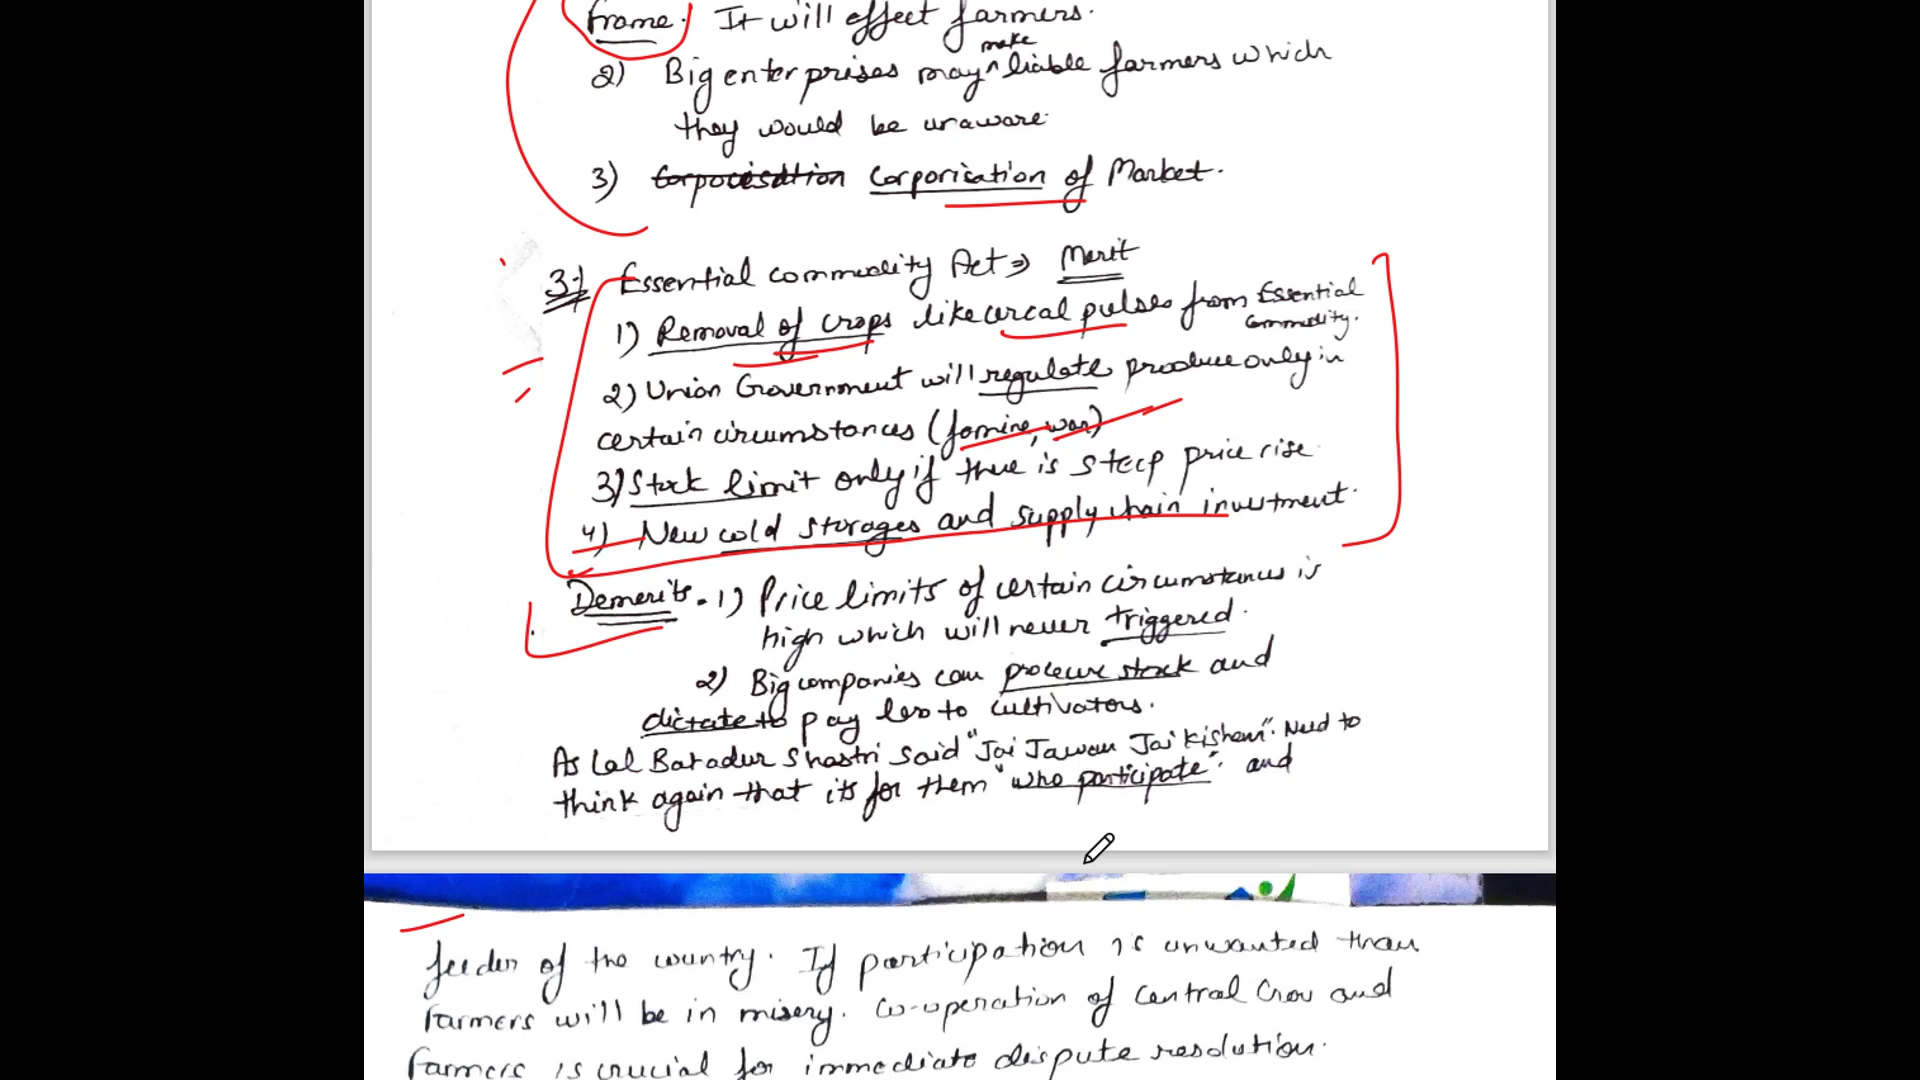 frame. It will effect farmers.
2) Big enterprises may make liable farmers which
they would be unaware.
3) Corporisation Corporisation of Market.
3) Essential commodity Act ⇒ Merit
1) Removal of crops like cereal pulses from Essential
Commodity.
2) Union Government will regulate produce only in
certain circumstances (famine, war)
3) Stock limit only if there is steep price rise.
4) New cold storages and supply chain investment.
Demerits - 1) Price limits of certain circumstances is
high which will never triggered.
2) Big companies can procure stock and
dictate to pay less to cultivators.
As Lal Bahadur Shastri said "Jai Jawan Jai Kishan". Need to
think again that its for them "who participate". and
feeder of the country. If participation is unwanted than
farmers will be in misery. Co-operation of Central Gov and
farmers is crucial for immediate dispute resolution.